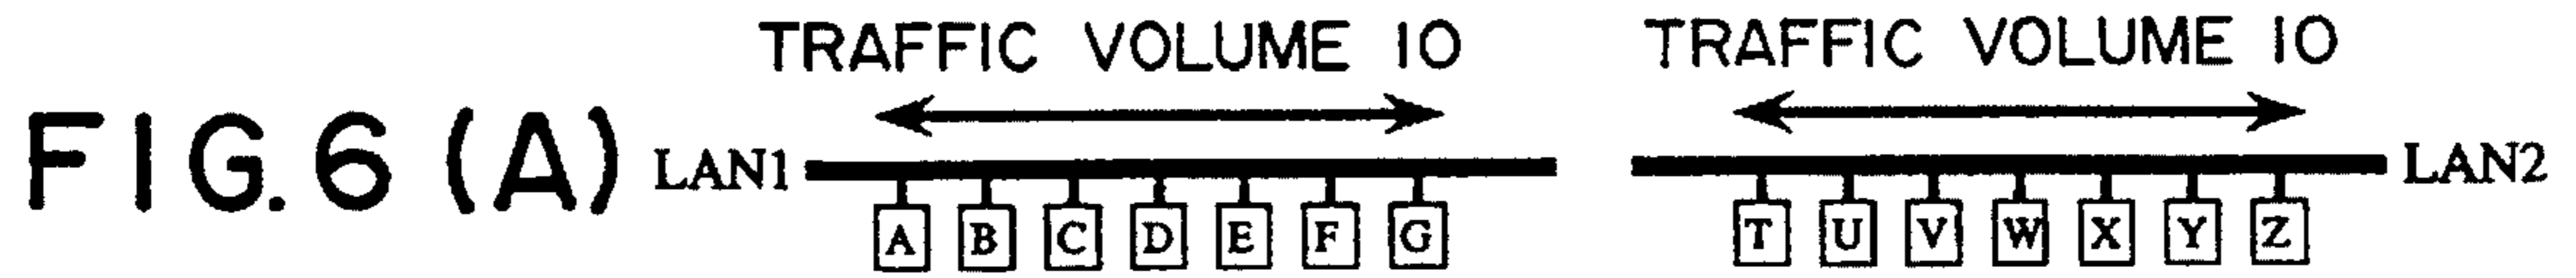 TRAFFIC VOLUME 10 TRAFFIC VOLUME 10
FIG.6 (A) LAN1 LAN2
A B C D E F G T U V W X Y Z